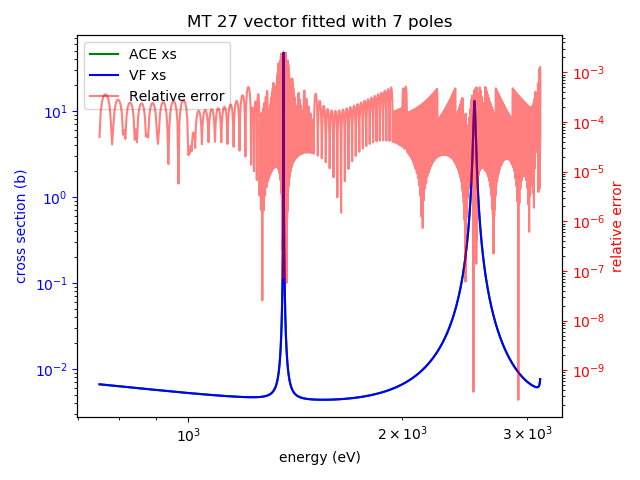 MT 27 vector fitted with 7 poles
ACE xs
VF xs
Relative error
cross section (b)
10¹
10⁰
10⁻¹
10⁻²
10⁻³
10⁻⁴
10⁻⁵
10⁻⁶
10⁻⁷
10⁻⁸
10⁻⁹
relative error
10³
2 × 10³
3 × 10³
energy (eV)